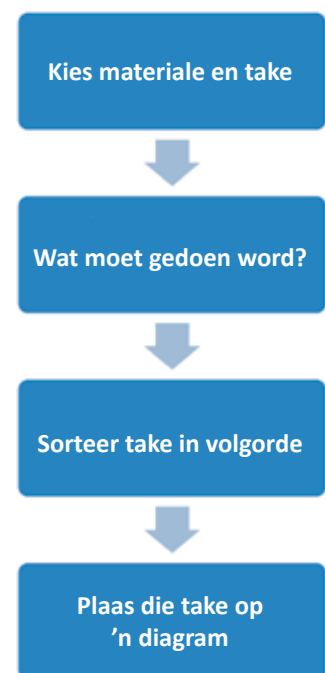 Kies materiale en take
Wat moet gedoen word?
Sorteer take in volgorde
Plaas die take op
’n diagram